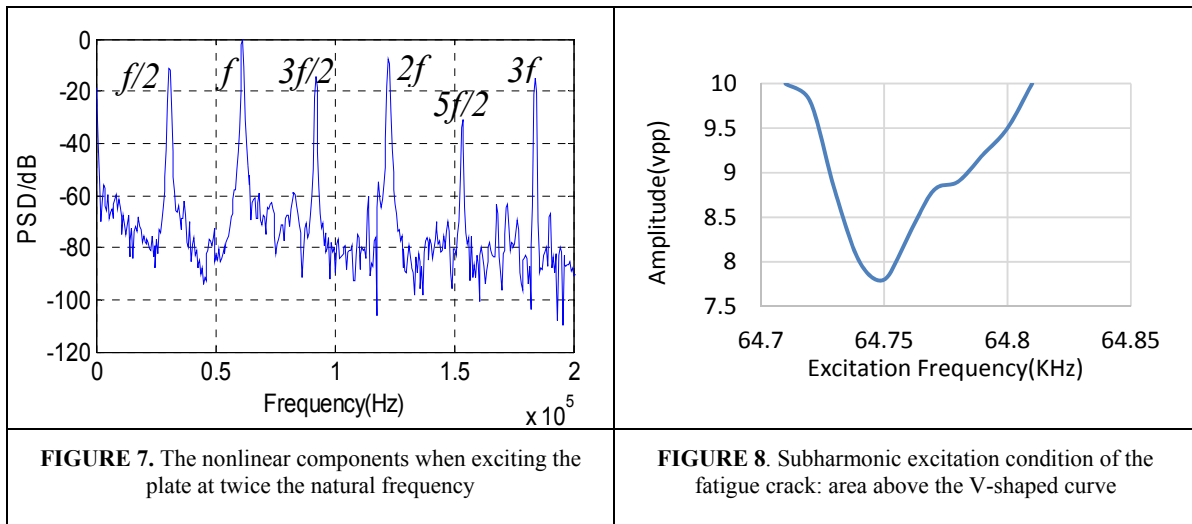 0
-20
-40
-60
-80
-100
-120
PSD/dB
f/2
f
3f/2
2f
5f/2
3f
0
0.5
1
1.5
2
Frequency(Hz)
x 10⁵
10
9.5
9
8.5
8
7.5
Amplitude(vpp)
64.7
64.75
64.8
64.85
Excitation Frequency(KHz)
FIGURE 7. The nonlinear components when exciting the
plate at twice the natural frequency
FIGURE 8. Subharmonic excitation condition of the
fatigue crack: area above the V-shaped curve